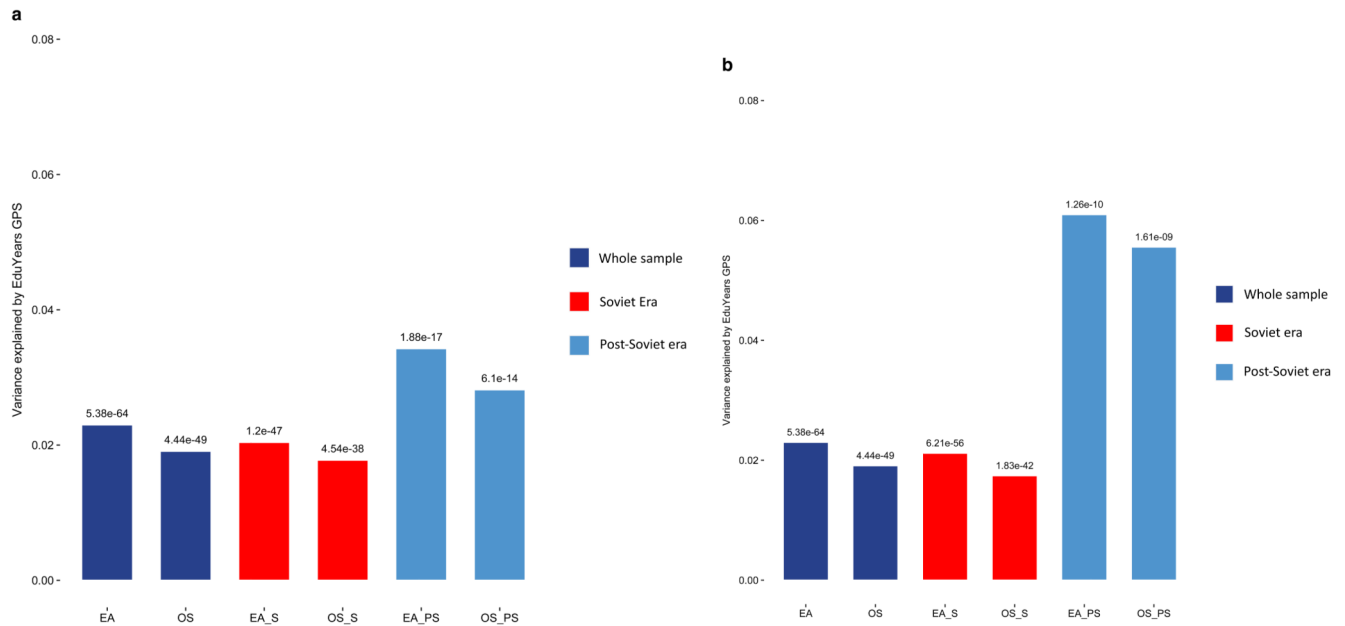 a
0.08
0.06
0.04
0.02
0.00
Variance explained by EduYears GPS
5.38e-64
4.44e-49
1.2e-47
4.54e-38
1.88e-17
6.1e-14
EA
OS
EA_S
OS_S
EA_PS
OS_PS
Whole sample
Soviet Era
Post-Soviet era
b
0.08
0.06
0.04
0.02
0.00
Variance explained by EduYears GPS
5.38e-64
4.44e-49
6.21e-56
1.83e-42
1.26e-10
1.61e-09
EA
OS
EA_S
OS_S
EA_PS
OS_PS
Whole sample
Soviet era
Post-Soviet era